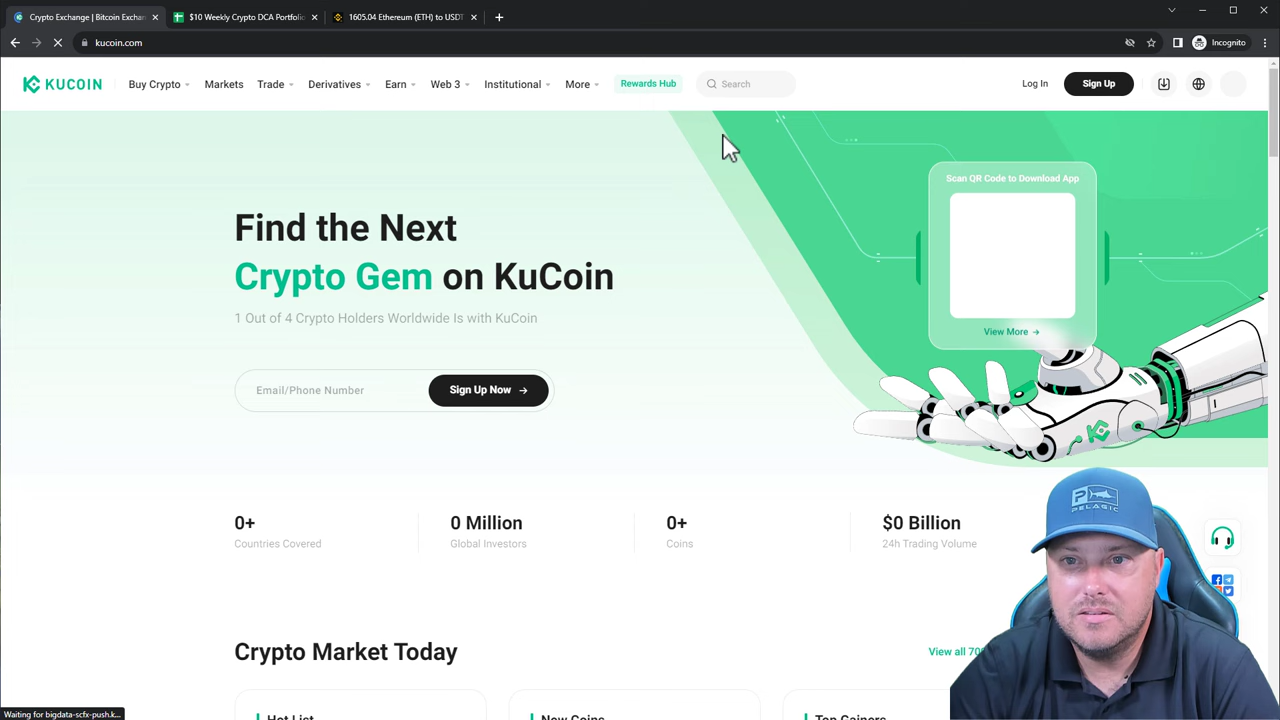 Crypto Exchange | Bitcoin Exchan
$10 Weekly Crypto DCA Portfolio
1605.04 Ethereum (ETH) to USDT
kucoin.com
Incognito
KUCOIN
Buy Crypto
Markets
Trade
Derivatives
Earn
Web 3
Institutional
More
Rewards Hub
Search
Log In
Sign Up
Scan QR Code to Download App
View More →
Find the Next
Crypto Gem on KuCoin
1 Out of 4 Crypto Holders Worldwide Is with KuCoin
Email/Phone Number
Sign Up Now →
0+
Countries Covered
0 Million
Global Investors
0+
Coins
$0 Billion
24h Trading Volume
PELAGIC
Crypto Market Today
View all 700
Hot List
New Coins
Top Gainers
Waiting for bigdata-scfx-push.k...